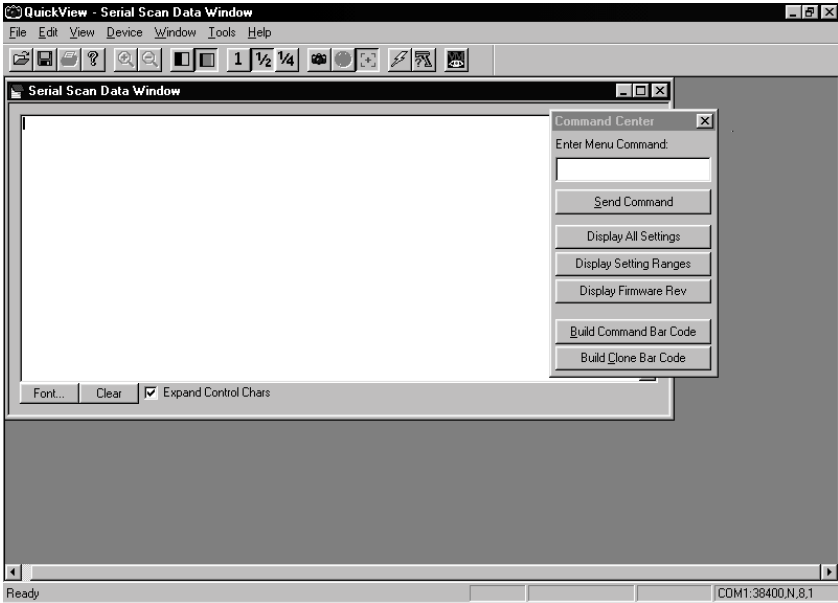 QuickView - Serial Scan Data Window
File Edit View Device Window Tools Help
1 ½ ¼
Serial Scan Data Window
Command Center
Enter Menu Command:
Send Command
Display All Settings
Display Setting Ranges
Display Firmware Rev
Build Command Bar Code
Build Clone Bar Code
Font... Clear Expand Control Chars
Ready COM1:38400,N,8,1